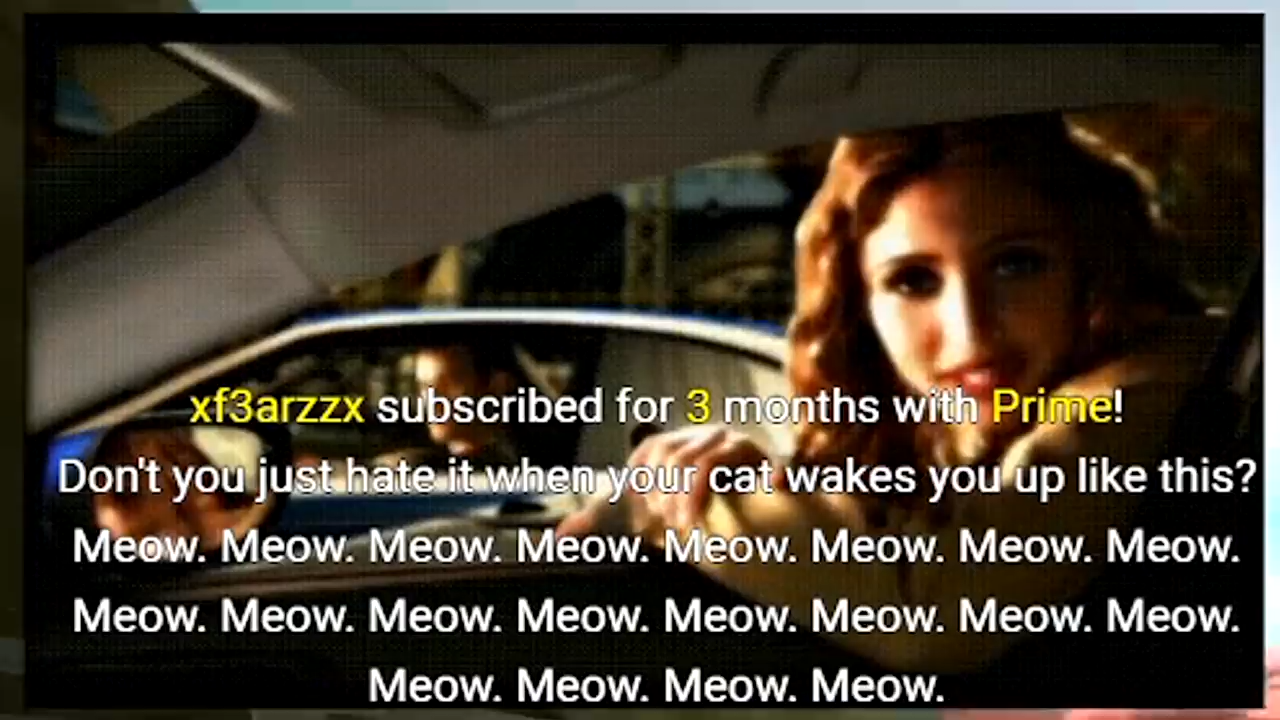 xf3arzzx subscribed for 3 months with Prime!
Don't you just hate it when your cat wakes you up like this?
Meow. Meow. Meow. Meow. Meow. Meow. Meow. Meow.
Meow. Meow. Meow. Meow. Meow. Meow. Meow. Meow.
Meow. Meow. Meow. Meow.